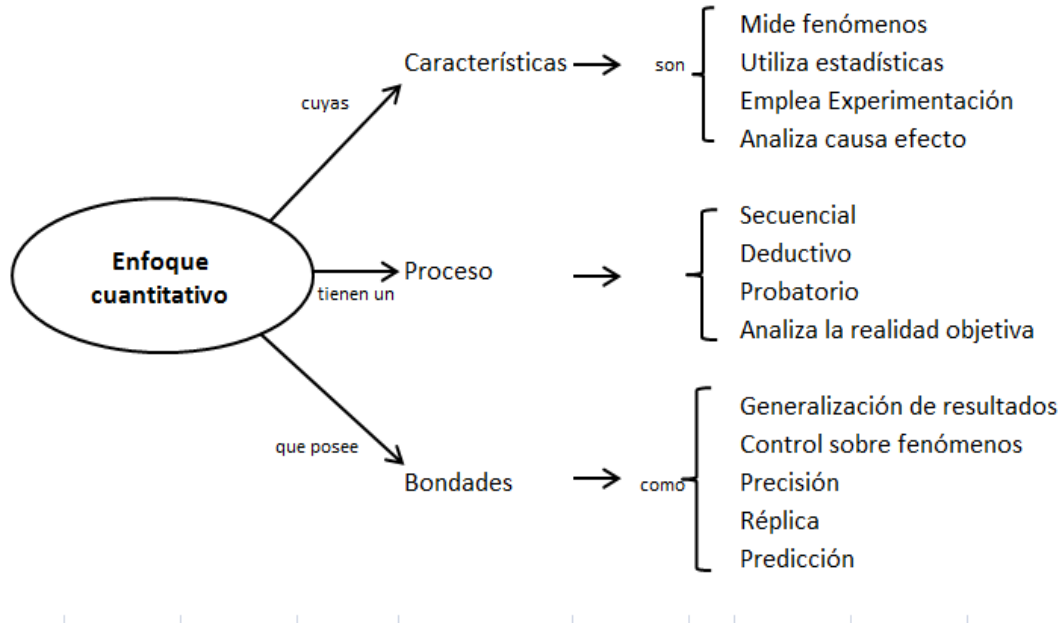 Enfoque
cuantitativo
cuyas
Características
son
Mide fenómenos
Utiliza estadísticas
Emplea Experimentación
Analiza causa efecto
tienen un
Proceso
Secuencial
Deductivo
Probatorio
Analiza la realidad objetiva
que posee
Bondades
como
Generalización de resultados
Control sobre fenómenos
Precisión
Réplica
Predicción